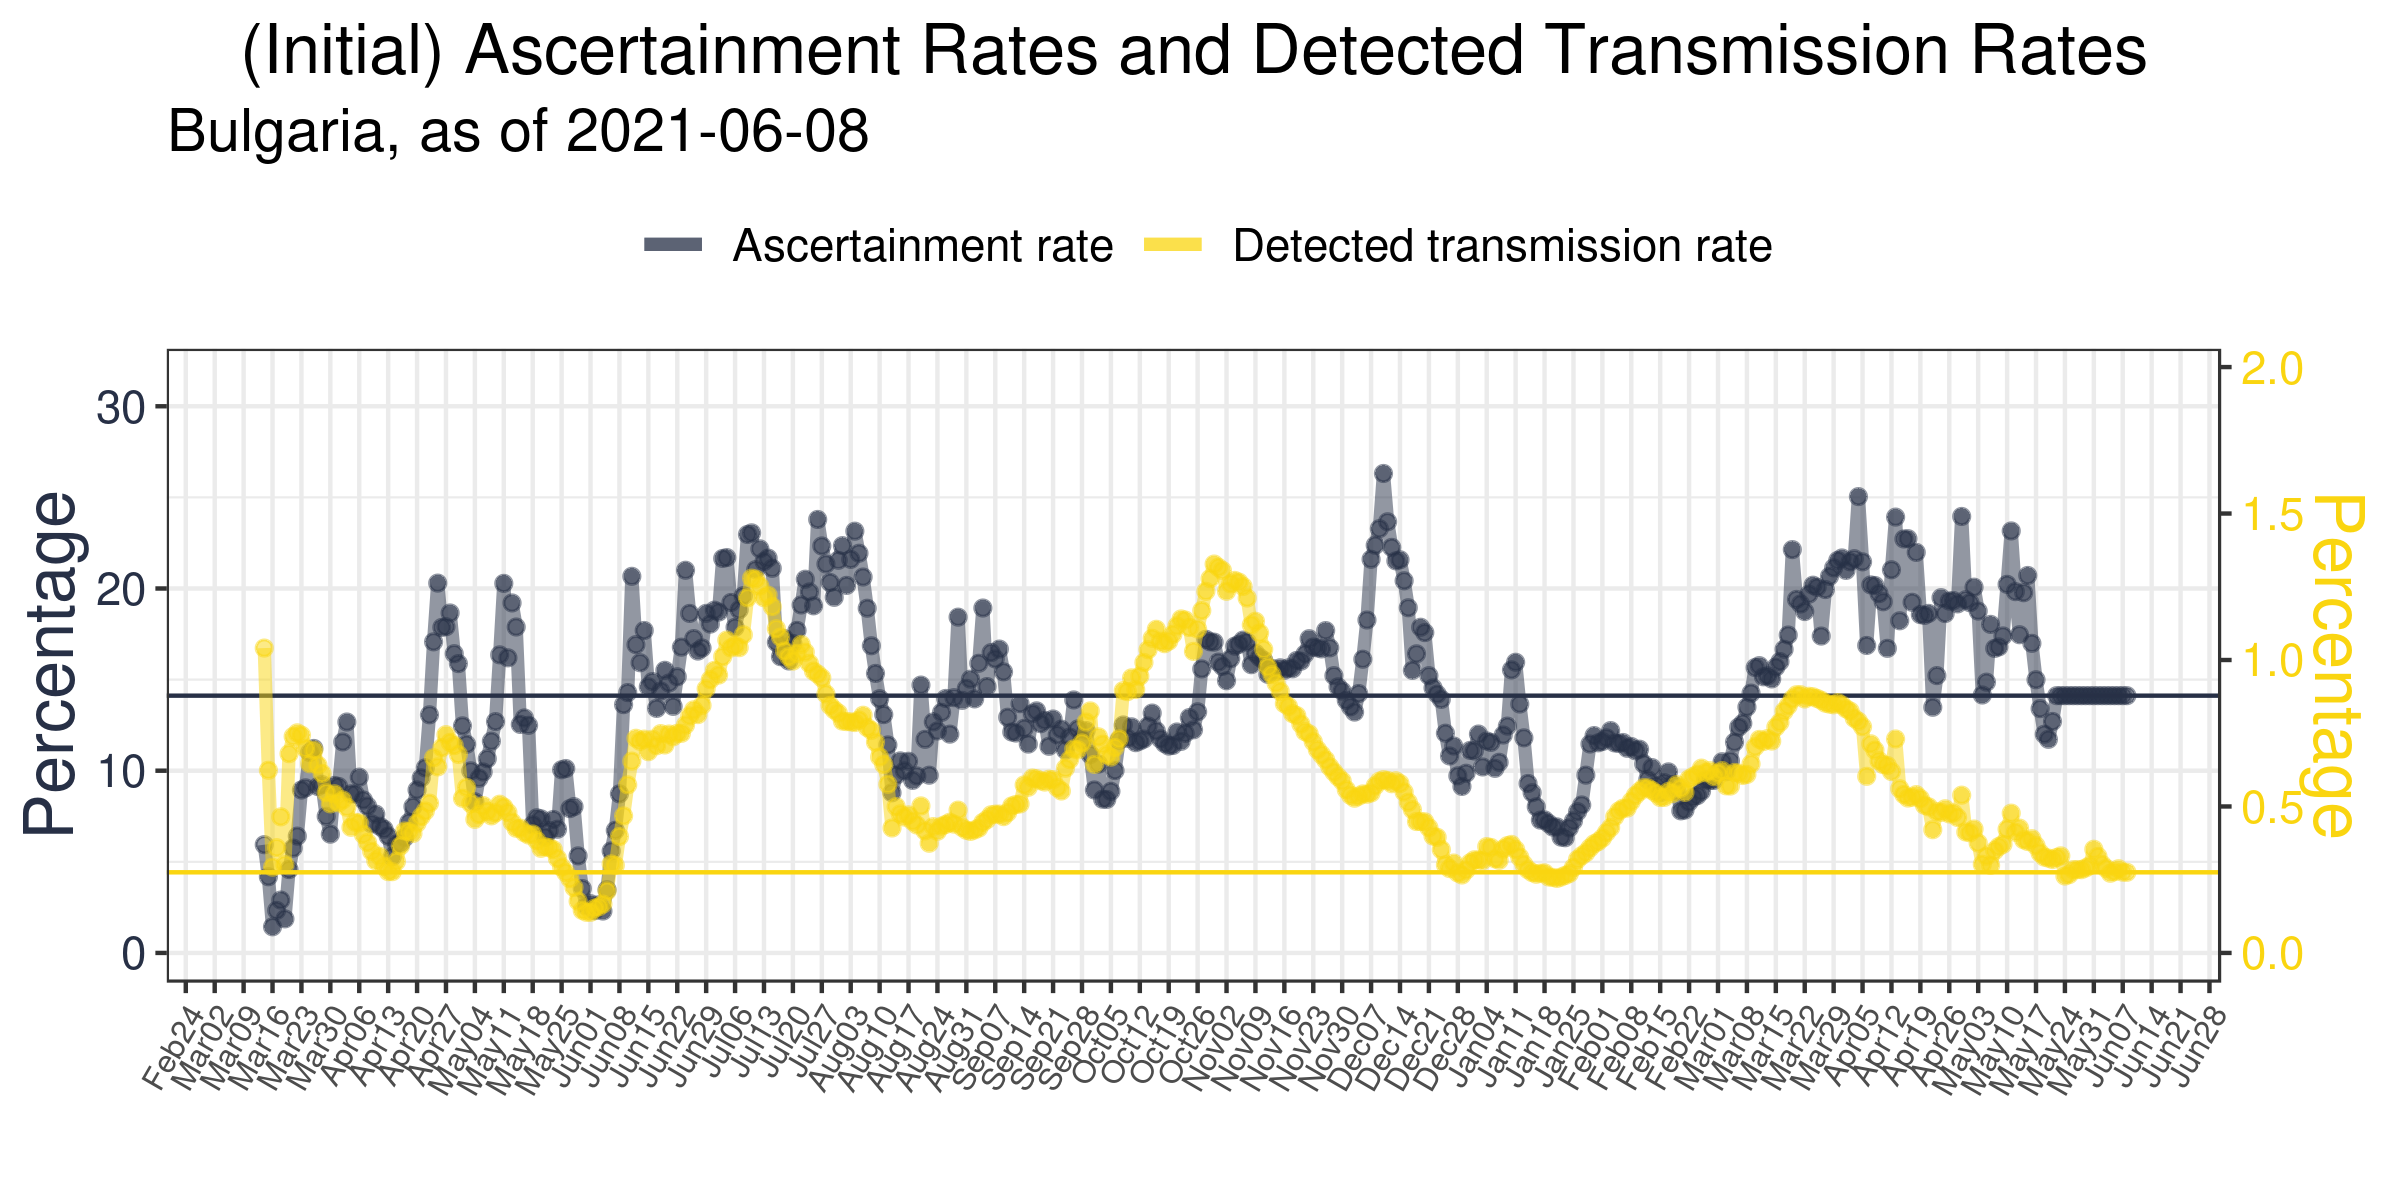 (Initial) Ascertainment Rates and Detected Transmission Rates
Bulgaria, as of 2021-06-08
Ascertainment rate
Detected transmission rate
Percentage
30
20
10
0
2.0
1.5
1.0
0.5
0.0
Percentage
Feb24
Mar02
Mar09
Mar16
Mar23
Mar30
Apr06
Apr13
Apr20
Apr27
May04
May11
May18
May25
Jun01
Jun08
Jun15
Jun22
Jun29
Jul06
Jul13
Jul20
Jul27
Aug03
Aug10
Aug17
Aug24
Aug31
Sep07
Sep14
Sep21
Sep28
Oct05
Oct12
Oct19
Oct26
Nov02
Nov09
Nov16
Nov23
Nov30
Dec07
Dec14
Dec21
Dec28
Jan04
Jan11
Jan18
Jan25
Feb01
Feb08
Feb15
Feb22
Mar01
Mar08
Mar15
Mar22
Mar29
Apr05
Apr12
Apr19
Apr26
May03
May10
May17
May24
May31
Jun07
Jun14
Jun21
Jun28